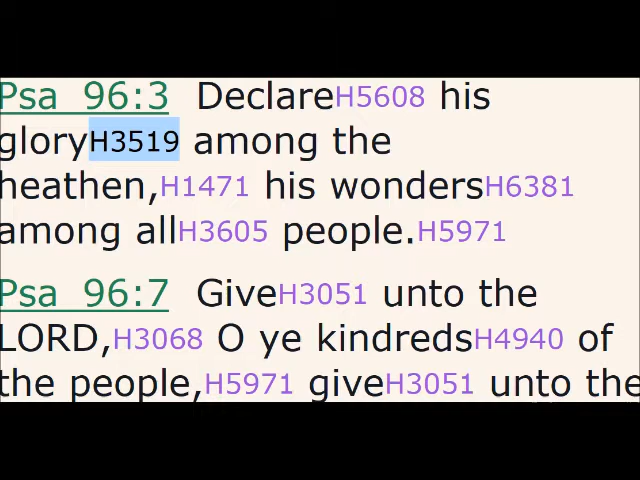 Psa 96:3 DeclareH5608 his
gloryH3519 among the
heathen,H1471 his wondersH6381
among allH3605 people.H5971
Psa 96:7 GiveH3051 unto the
LORD,H3068 O ye kindredsH4940 of
the people,H5971 giveH3051 unto the